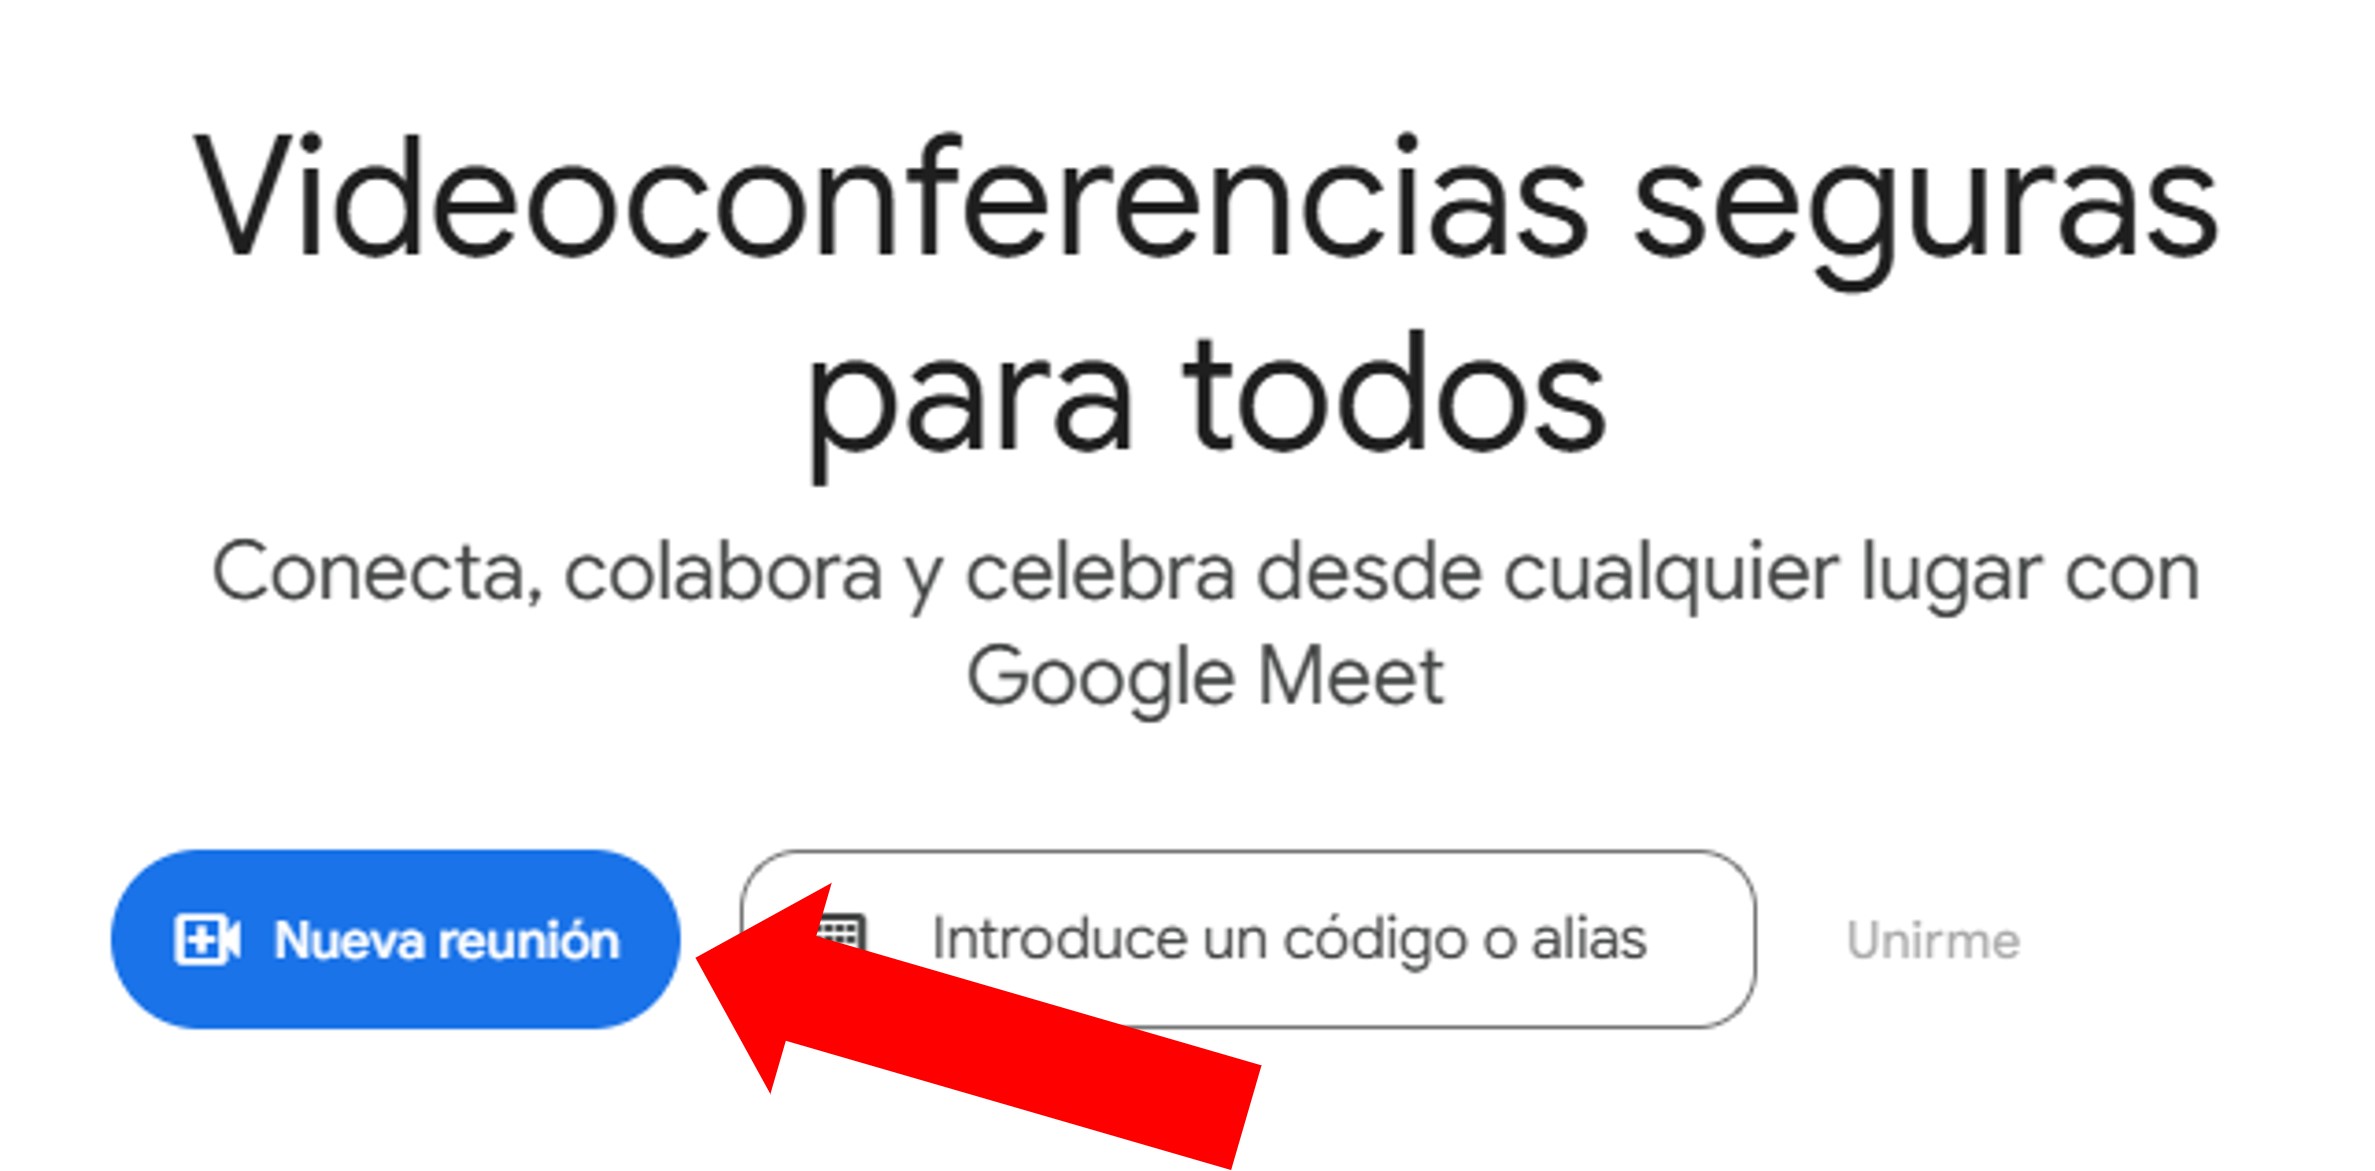 Videoconferencias seguras
para todos
Conecta, colabora y celebra desde cualquier lugar con
Google Meet
Nueva reunión
Introduce un código o alias
Unirme